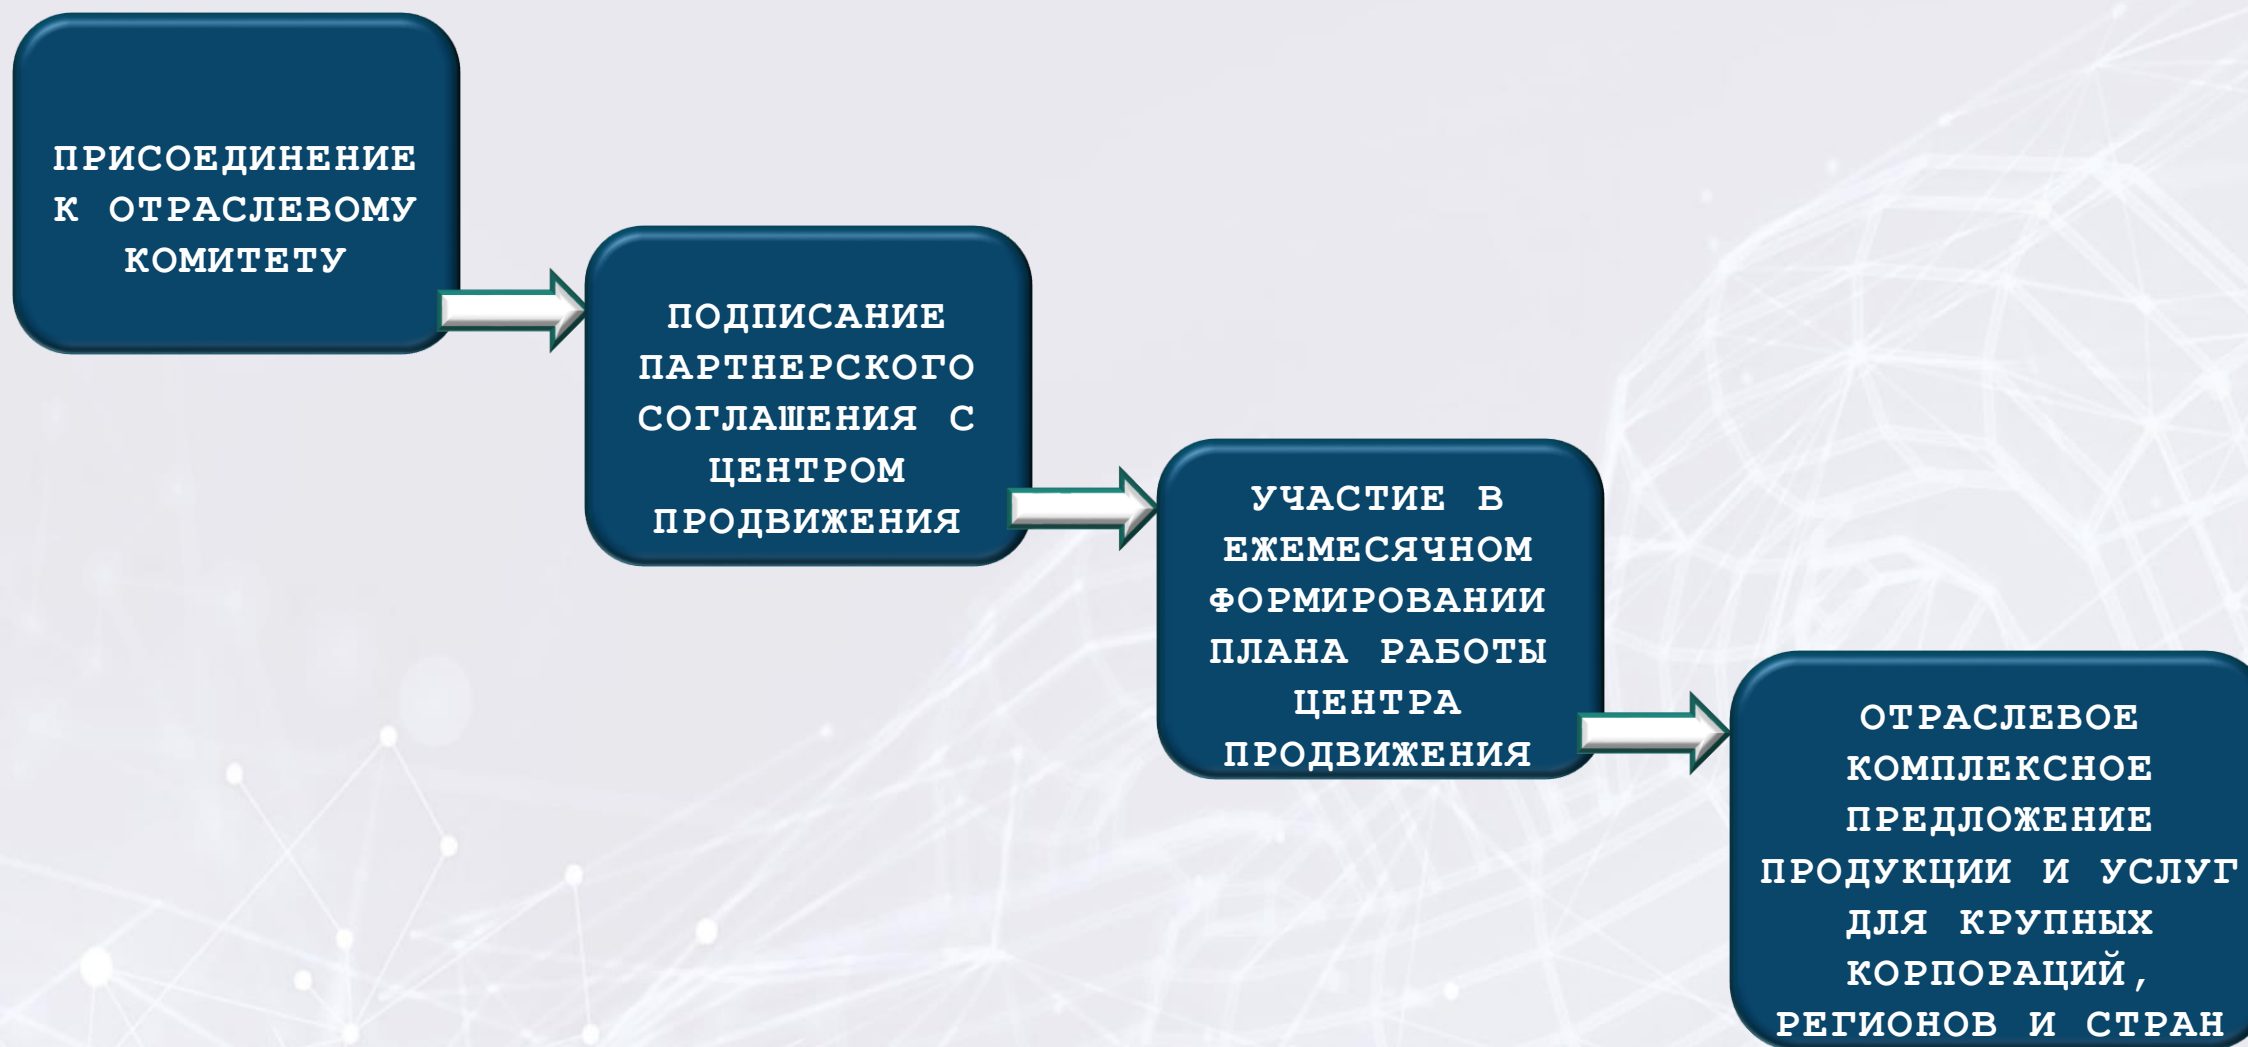 ПРИСОЕДИНЕНИЕ
К ОТРАСЛЕВОМУ
КОМИТЕТУ
ПОДПИСАНИЕ
ПАРТНЕРСКОГО
СОГЛАШЕНИЯ С
ЦЕНТРОМ
ПРОДВИЖЕНИЯ
УЧАСТИЕ В
ЕЖЕМЕСЯЧНОМ
ФОРМИРОВАНИИ
ПЛАНА РАБОТЫ
ЦЕНТРА
ПРОДВИЖЕНИЯ
ОТРАСЛЕВОЕ
КОМПЛЕКСНОЕ
ПРЕДЛОЖЕНИЕ
ПРОДУКЦИИ И УСЛУГ
ДЛЯ КРУПНЫХ
КОРПОРАЦИЙ,
РЕГИОНОВ И СТРАН